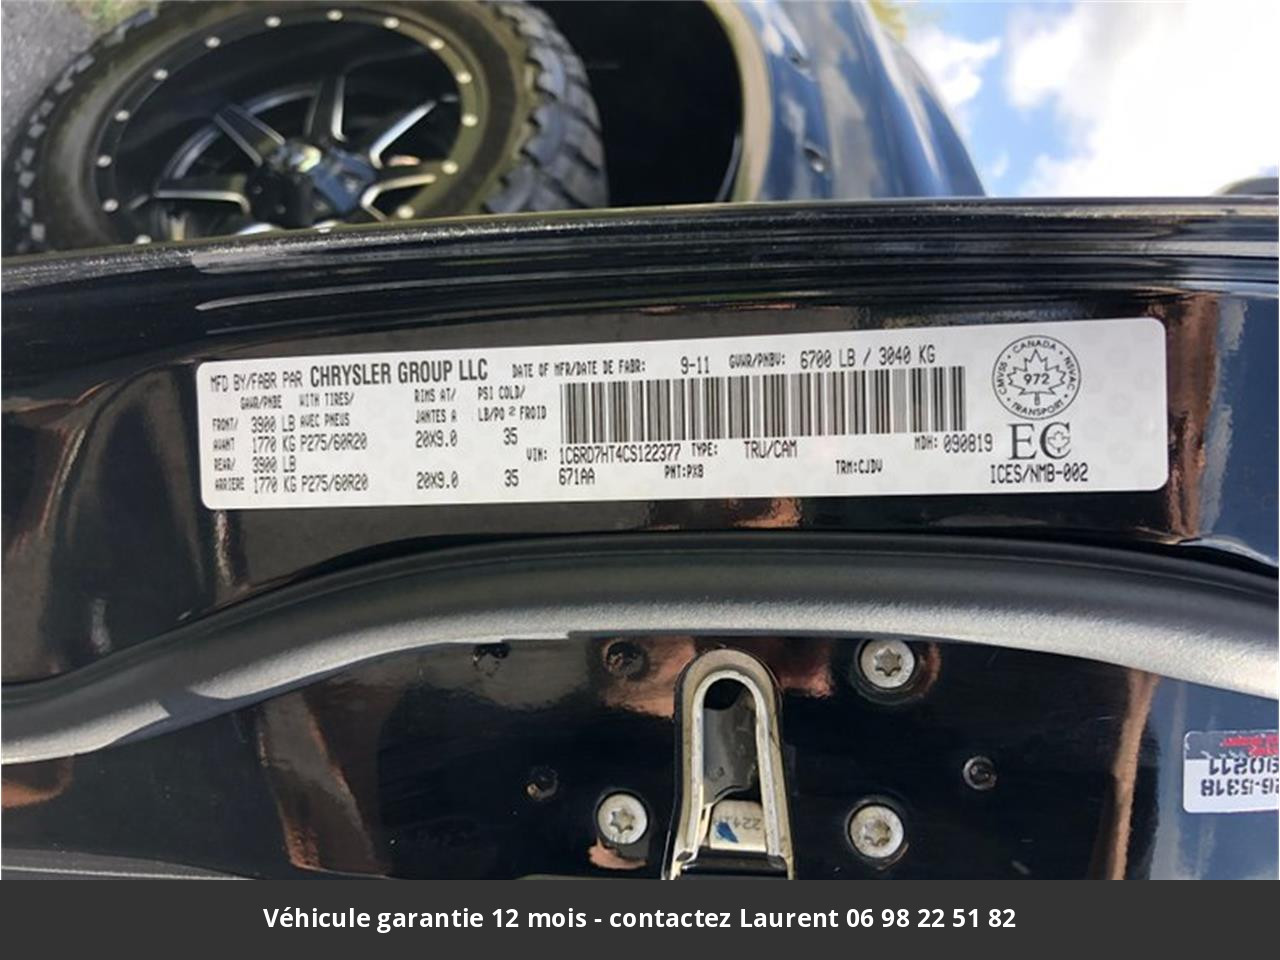 MFD BY/FABR PAR CHRYSLER GROUP LLC DATE OF MFR/DATE DE FABR: 9-11 GVWR/PNBV: 6700 LB / 3040 KG
GAWR/PNBE WITH TIRES/ RIMS AT/ PSI COLD/
FRONT/ 3900 LB AVEC PNEUS JANTES A LB/PO² FROID
AVANT 1770 KG P275/60R20 20X9.0 35
REAR/ 3900 LB
ARRIERE 1770 KG P275/60R20 20X9.0 35
VIN: 1C6RD7HT4CS122377 TYPE: TRU/CAM MDH: 090819
671AA PNT:PXB TRM:CJDV
CANADA
CMVSS 972 NSVAC
TRANSPORT
EC
ICES/NMB-002
26-5318
Véhicule garantie 12 mois - contactez Laurent 06 98 22 51 82